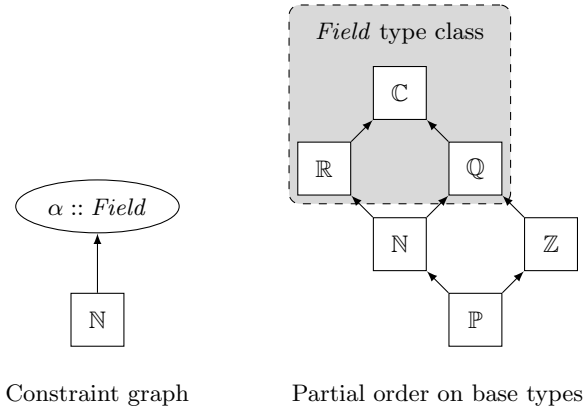 Field type class
ℂ
ℝ
ℚ
α :: Field
ℕ
ℤ
ℕ
ℙ
Constraint graph
Partial order on base types